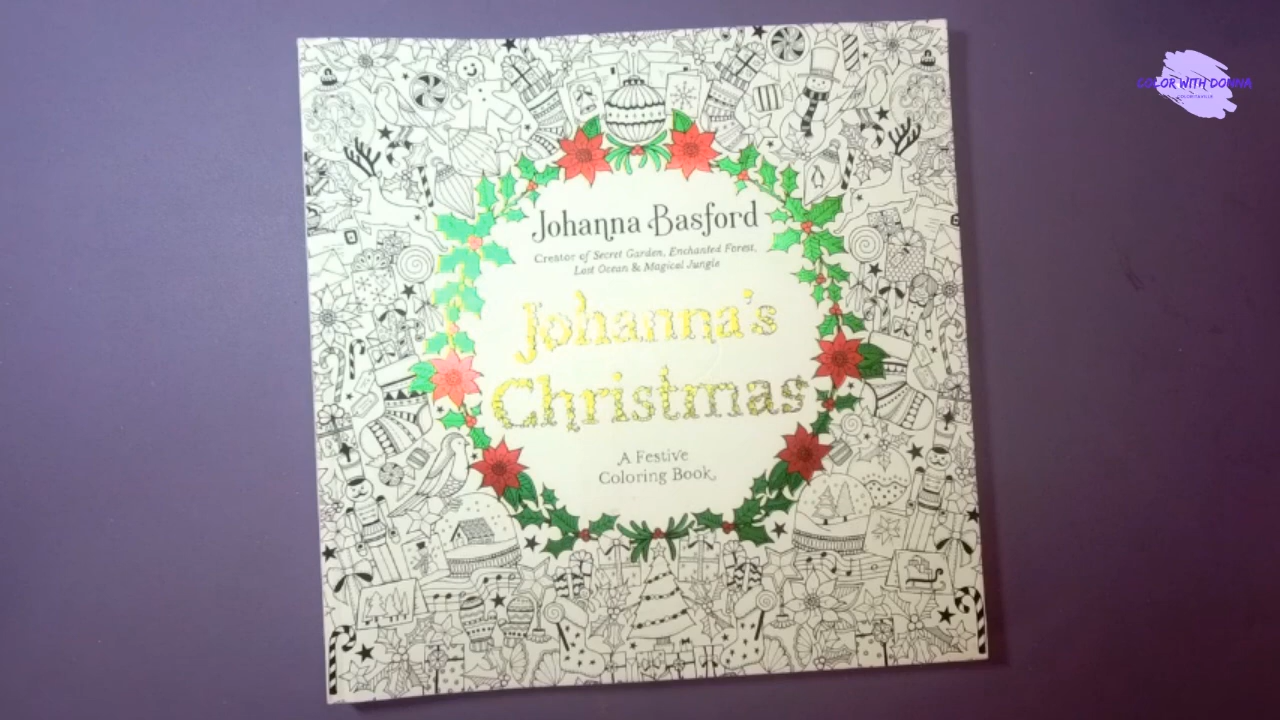 COLOR WITH DONNA
Johanna Basford
Creator of Secret Garden, Enchanted Forest,
Lost Ocean & Magical Jungle
Johanna's
Christmas
A Festive
Coloring Book